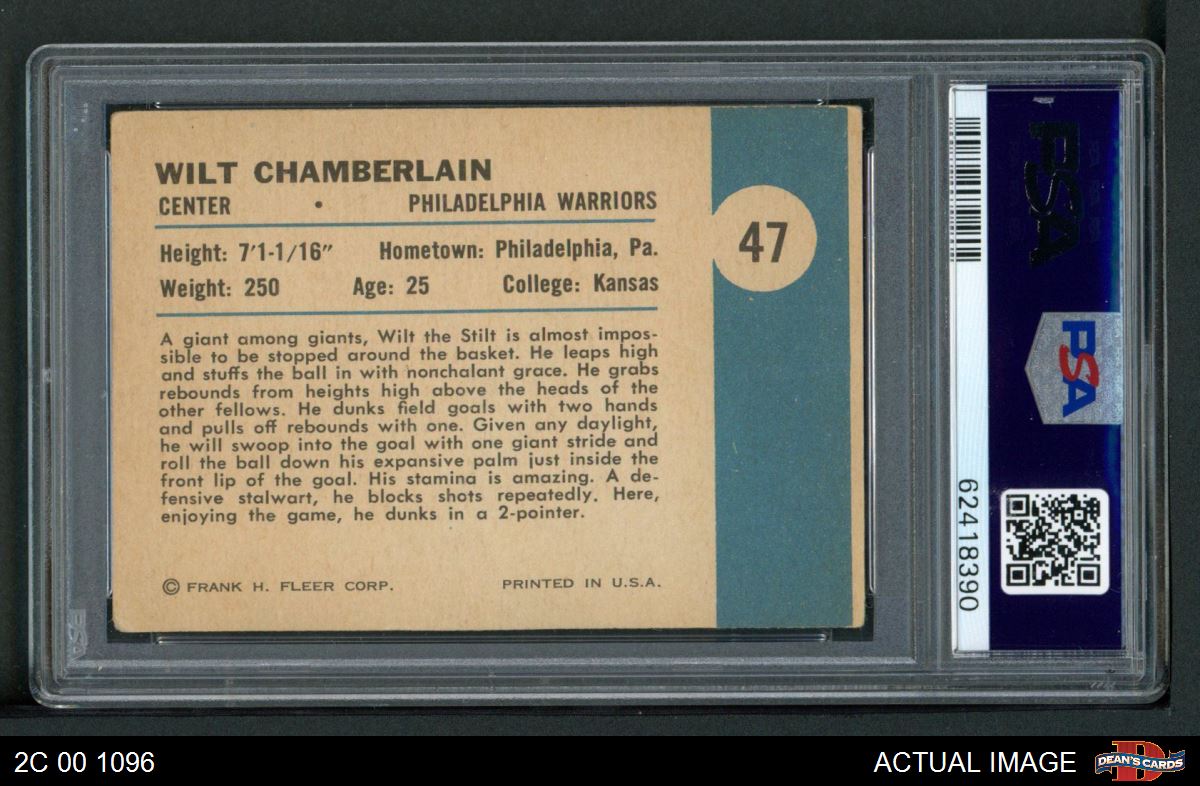 WILT CHAMBERLAIN
CENTER • PHILADELPHIA WARRIORS
Height: 7'1-1/16" Hometown: Philadelphia, Pa.
Weight: 250 Age: 25 College: Kansas
47
A giant among giants, Wilt the Stilt is almost impos-
sible to be stopped around the basket. He leaps high
and stuffs the ball in with nonchalant grace. He grabs
rebounds from heights high above the heads of the
other fellows. He dunks field goals with two hands
and pulls off rebounds with one. Given any daylight,
he will swoop into the goal with one giant stride and
roll the ball down his expansive palm just inside the
front lip of the goal. His stamina is amazing. A de-
fensive stalwart, he blocks shots repeatedly. Here,
enjoying the game, he dunks in a 2-pointer.
© FRANK H. FLEER CORP. PRINTED IN U.S.A.
PSA
PSA
62418390
PSA
2C 00 1096
ACTUAL IMAGE
D
DEAN'S CARDS